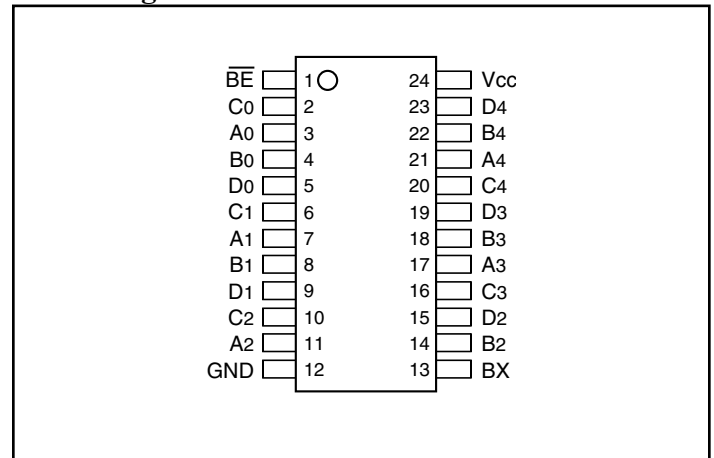 BE 1 24 Vcc
C0 2 23 D4
A0 3 22 B4
B0 4 21 A4
D0 5 20 C4
C1 6 19 D3
A1 7 18 B3
B1 8 17 A3
D1 9 16 C3
C2 10 15 D2
A2 11 14 B2
GND 12 13 BX